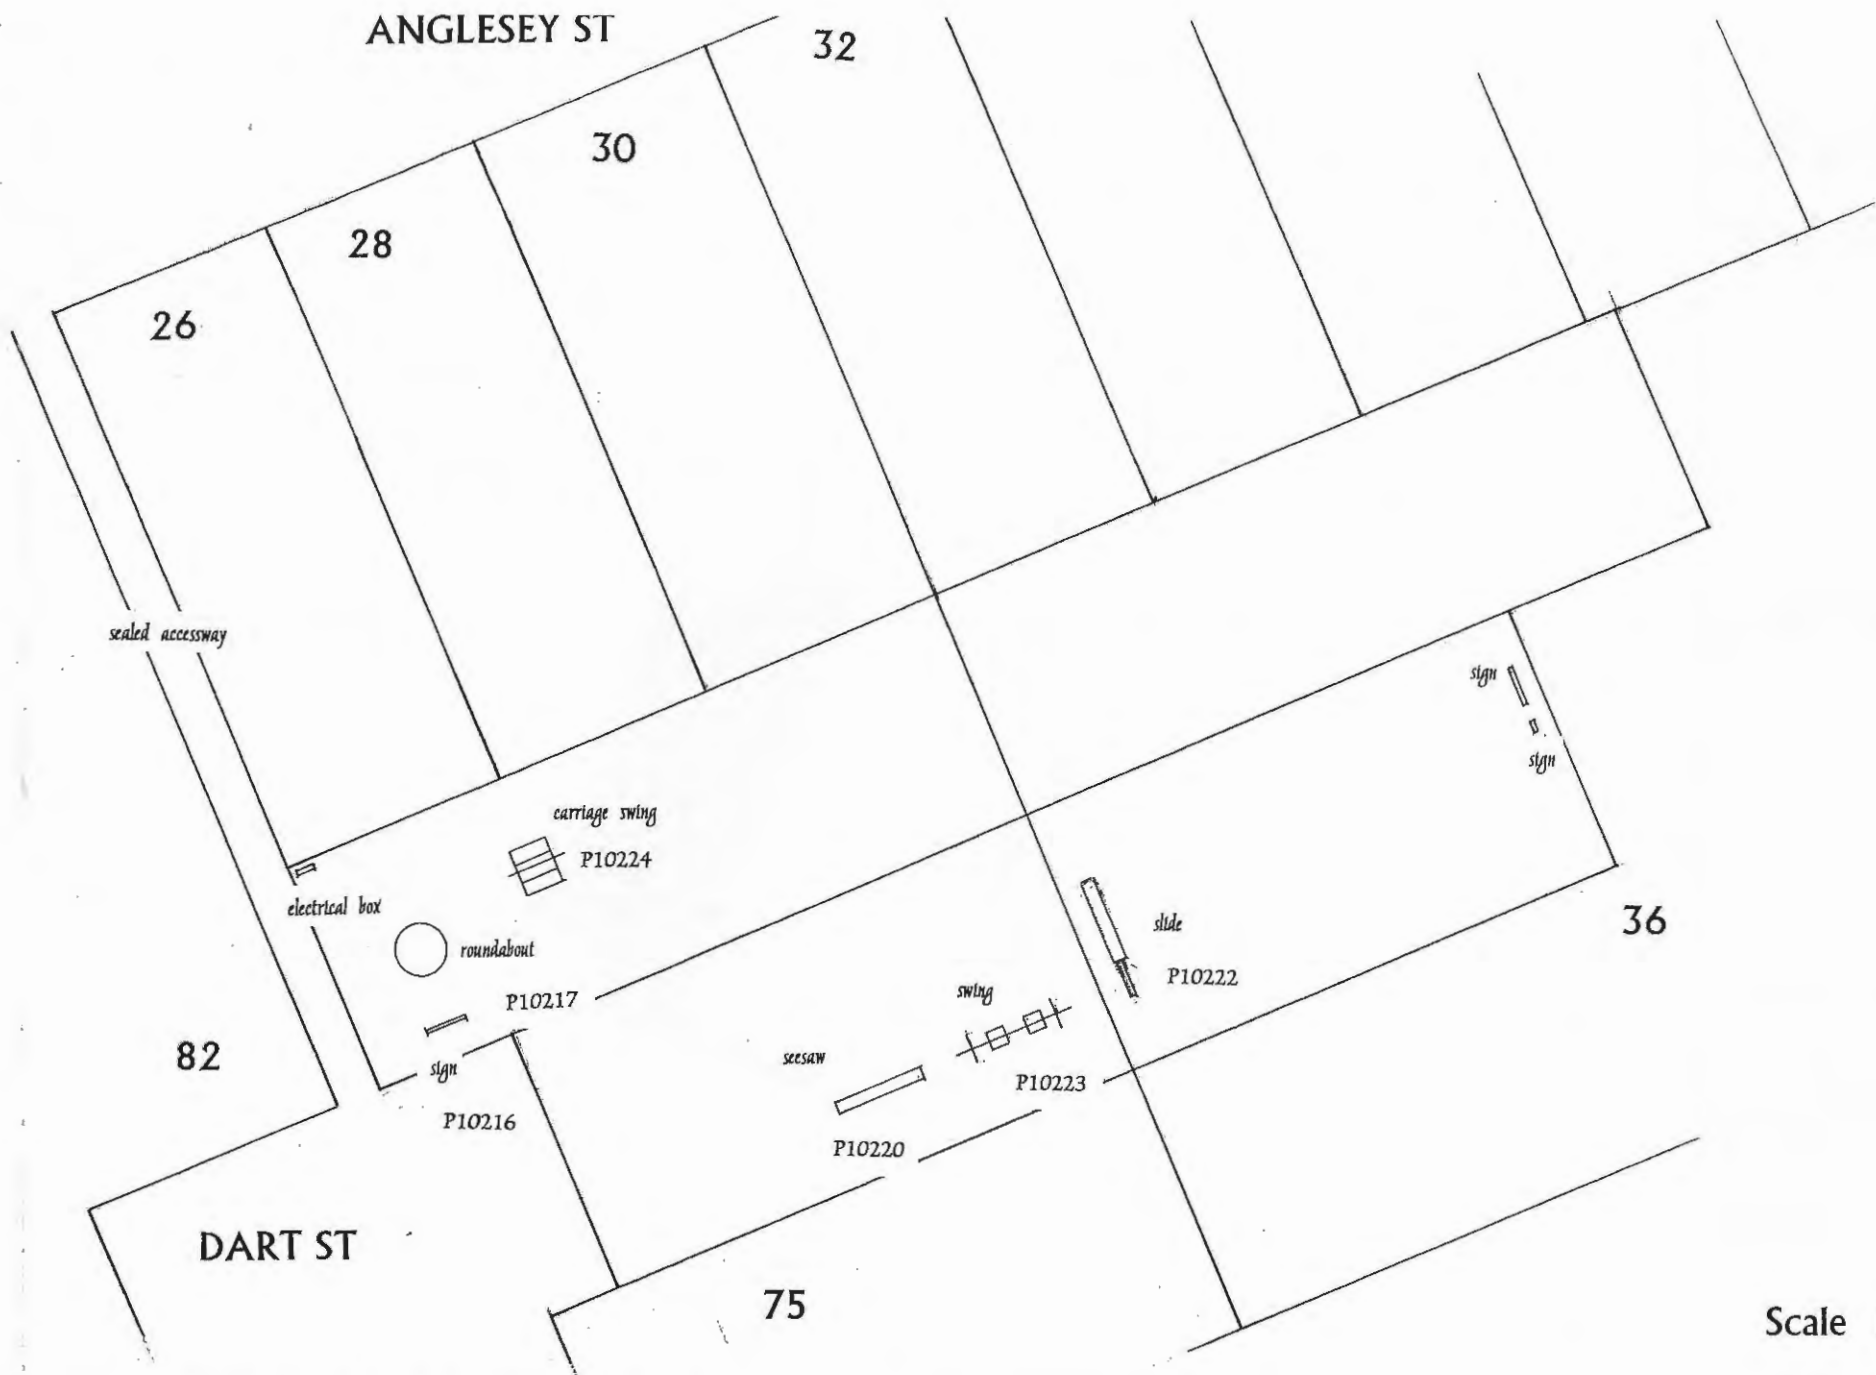 ANGLESEY ST
32
30
28
26
sealed accessway
sign
sign
carriage swing
P10224
electrical box
roundabout
36
slide
P10222
P10217
swing
82
sign
seesaw
P10223
P10216
P10220
DART ST
75
Scale